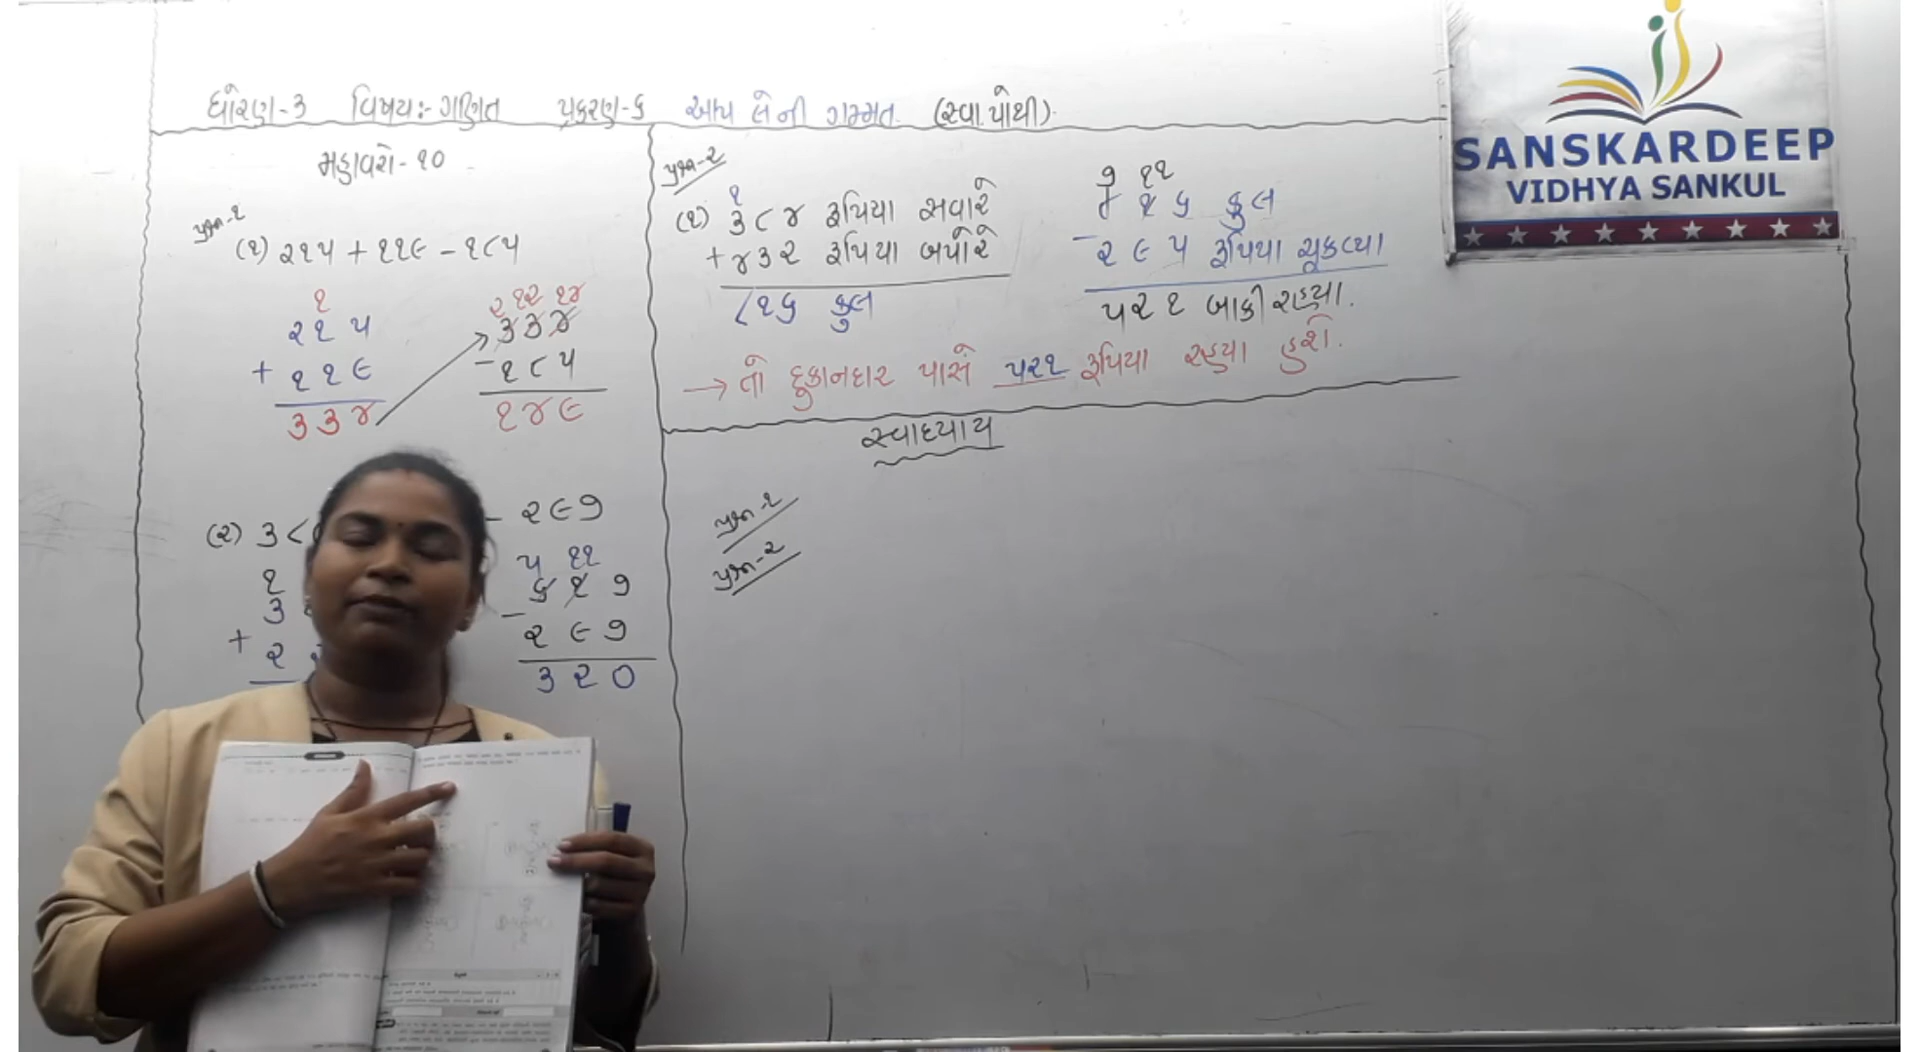 ધોરણ-૩ વિષય:- ગણિત પ્રકરણ-૬ આપ લે ની ગમ્મત (સ્વા.પોથી).
મહાવરો-૧૦
પ્રશ્ન-૧
(૧) ૨૧૫ + ૧૧૯ - ૧૮૫
૧
૨૧૫
+ ૧૧૯
૩૩૪
૨ ૧૨ ૧૪
૩૩૪
- ૧૮૫
૧૪૯
(૨) ૩૮
- ૨૯૭
૧
૩
+ ૨
૫ ૧૧
૬ ૧ ૭
- ૨ ૯ ૭
૩ ૨ ૦
પ્રશ્ન-૨
૧
(૧) ૩૮૪ રૂપિયા સવારે
+ ૪૩૨ રૂપિયા બપોરે
૮૧૬ કુલ
૭ ૧૧
૮ ૧ ૬ કુલ
- ૨ ૯ ૫ રૂપિયા ચૂકવ્યા
૫૨૧ બાકી રહ્યા.
→ તો દુકાનદાર પાસે ૫૨૧ રૂપિયા રહ્યા હશે.
સ્વાધ્યાય
પ્રશ્ન-૧
પ્રશ્ન-૨
SANSKARDEEP
VIDHYA SANKUL